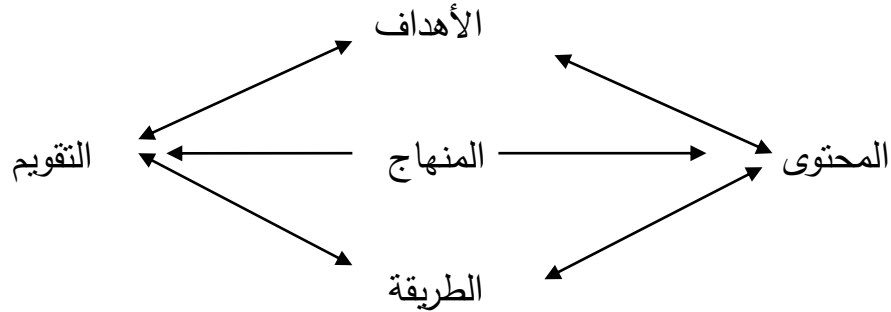 الأهداف
المحتوى المنهاج التقويم
الطريقة